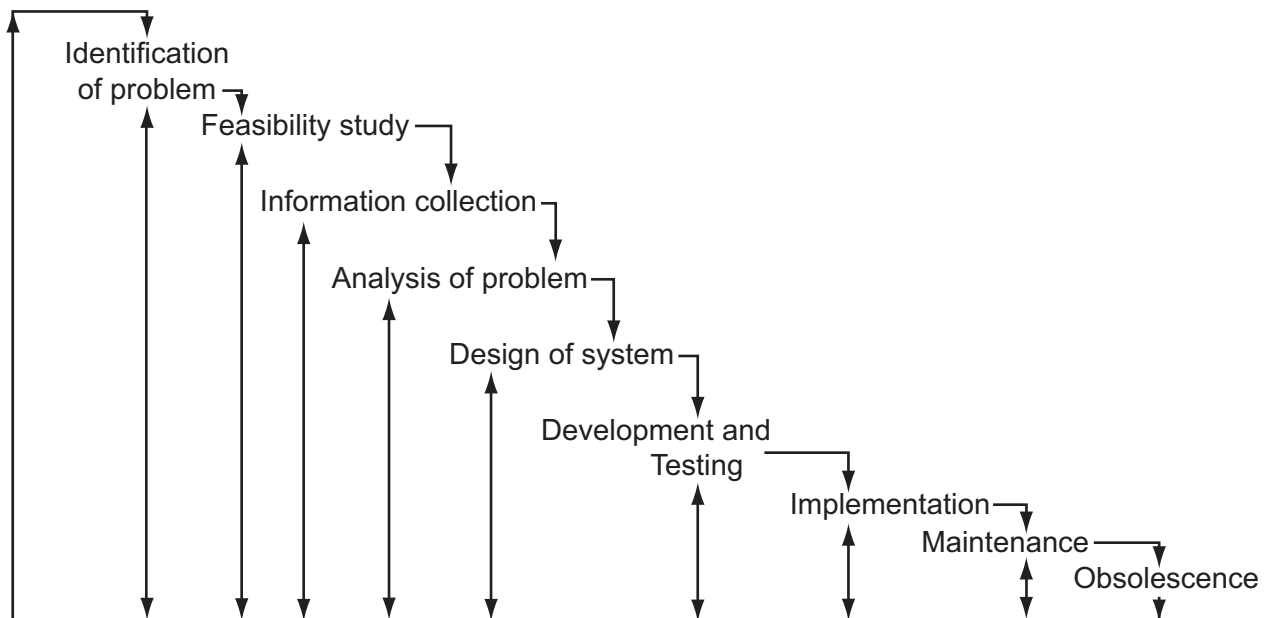 Identification
of problem
Feasibility study
Information collection
Analysis of problem
Design of system
Development and
Testing
Implementation
Maintenance
Obsolescence